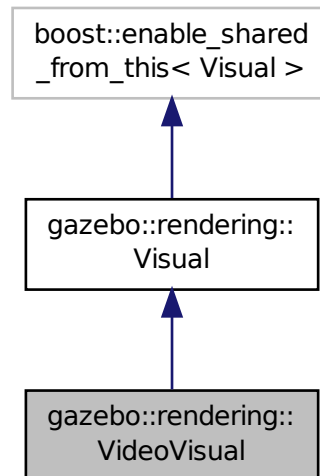 boost::enable_shared
_from_this< Visual >
gazebo::rendering::
Visual
gazebo::rendering::
VideoVisual